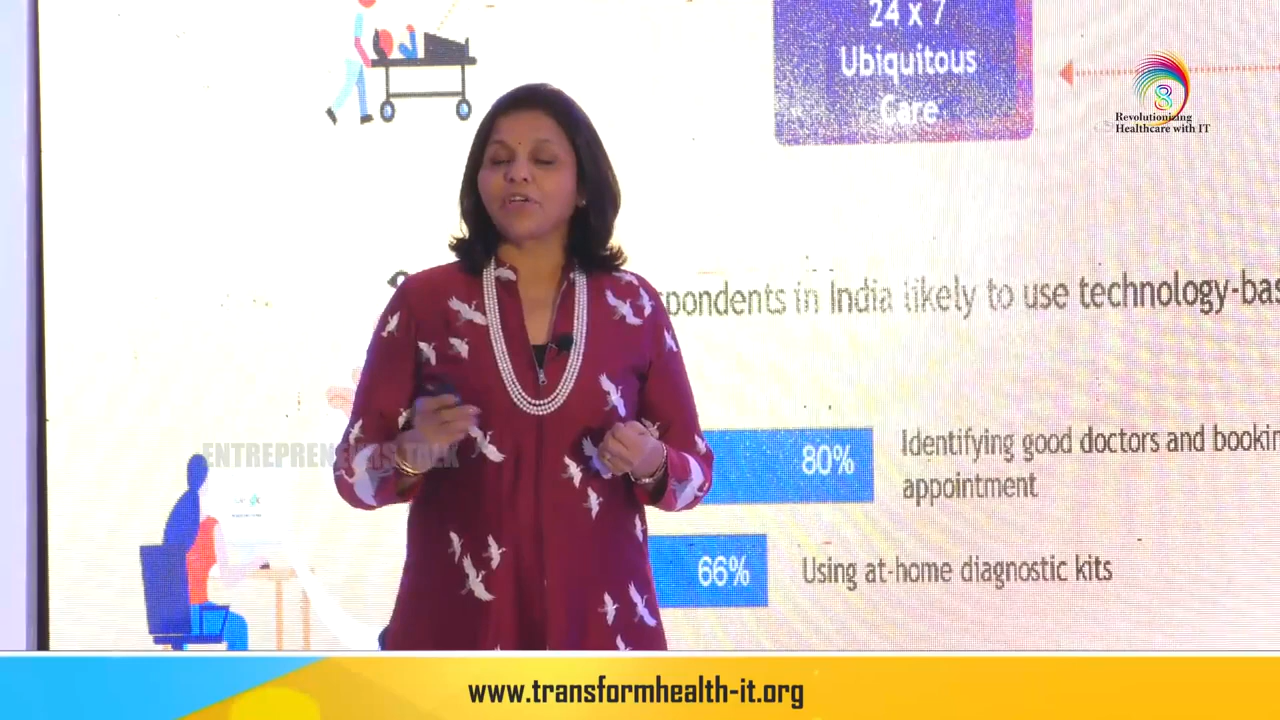 24 x 7
Ubiquitous
Care
Revolutionizing
Healthcare with IT
spondents in India likely to use technology-bas
ENTREPRENEURS TALK
80%
Identifying good doctors and bookin
appointment
66%
Using at-home diagnostic kits
www.transformhealth-it.org